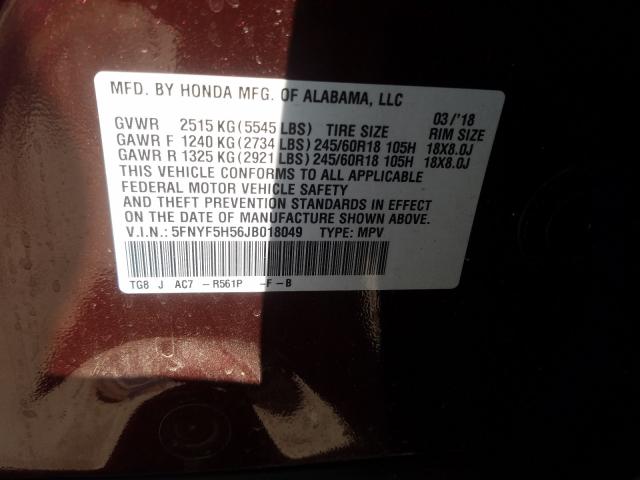 MFD. BY HONDA MFG. OF ALABAMA, LLC 03/'18
GVWR 2515 KG (5545 LBS) TIRE SIZE RIM SIZE
GAWR F 1240 KG (2734 LBS) 245/60R18 105H 18X8.0J
GAWR R 1325 KG (2921 LBS) 245/60R18 105H 18X8.0J
THIS VEHICLE CONFORMS TO ALL APPLICABLE
FEDERAL MOTOR VEHICLE SAFETY
AND THEFT PREVENTION STANDARDS IN EFFECT
ON THE DATE OF MANUFACTURE SHOWN ABOVE.
V.I.N.: 5FNYF5H56JB018049 TYPE: MPV
TG8 J AC7 -R561P -F-B